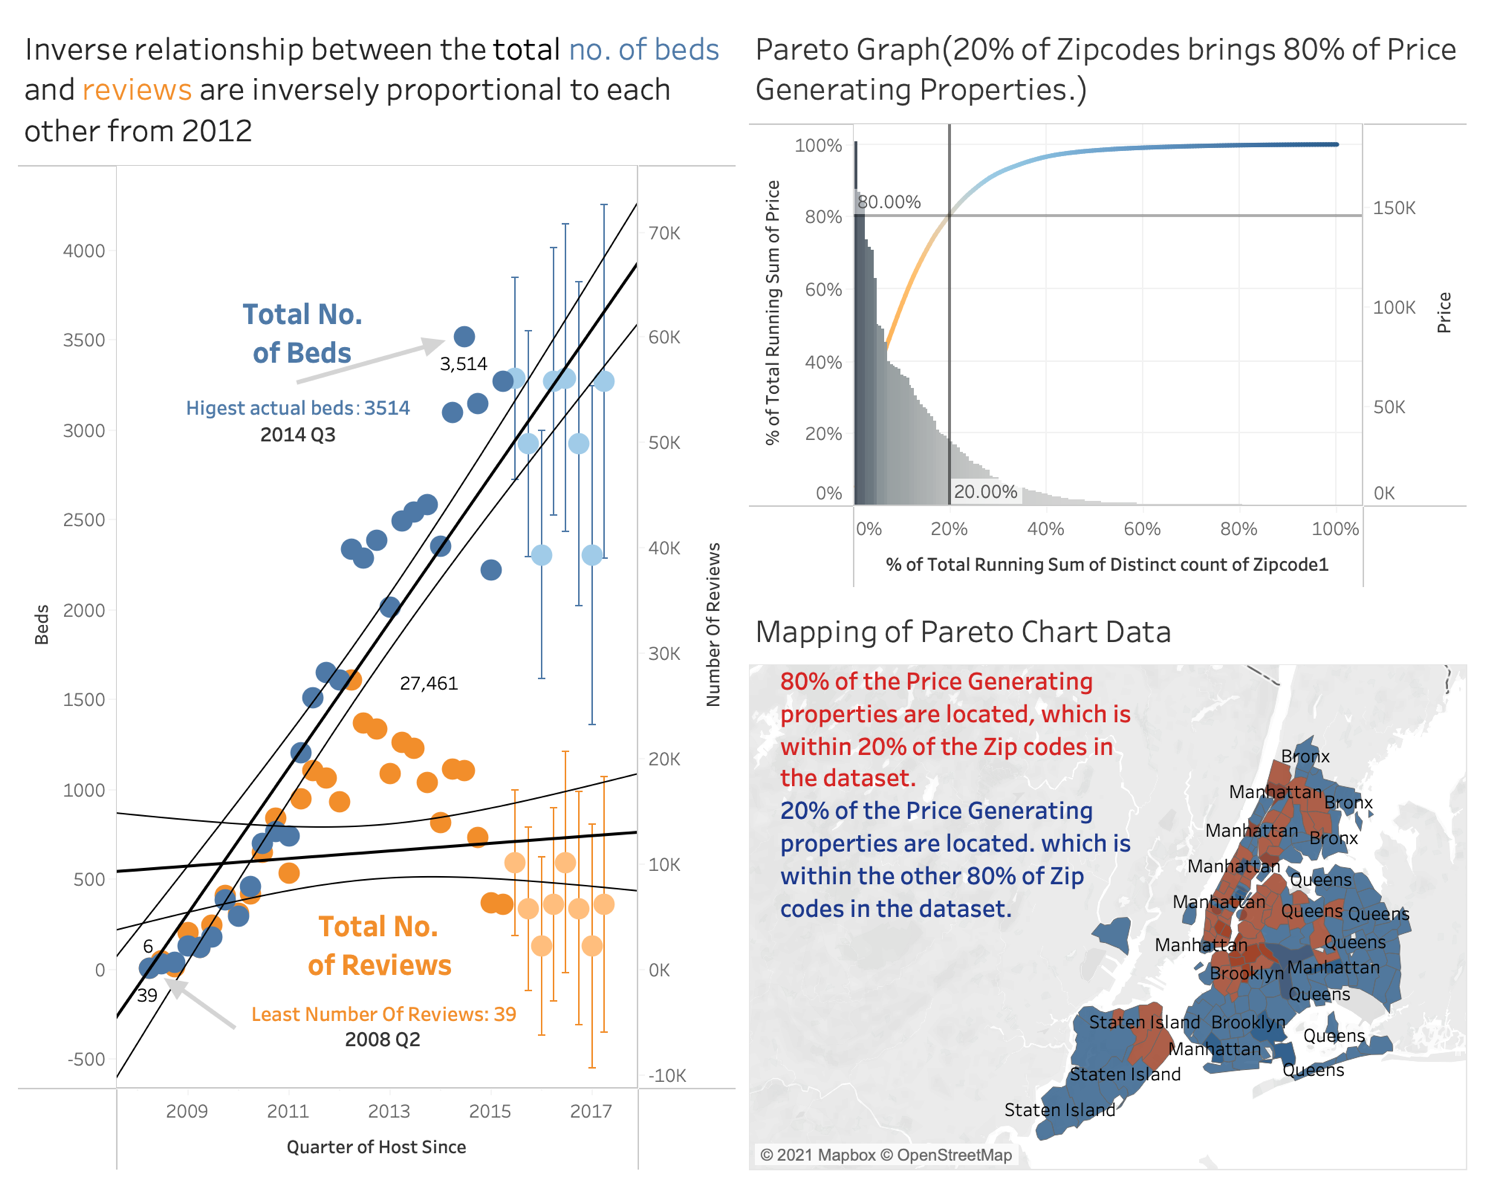 Inverse relationship between the total no. of beds
and reviews are inversely proportional to each
other from 2012
4000
3500
3000
2500
2000
1500
1000
500
0
-500
Beds
70K
60K
50K
40K
30K
20K
10K
0K
-10K
Number Of Reviews
Total No.
of Beds
3,514
Higest actual beds: 3514
2014 Q3
27,461
6
39
Total No.
of Reviews
Least Number Of Reviews: 39
2008 Q2
2009
2011
2013
2015
2017
Quarter of Host Since
Pareto Graph(20% of Zipcodes brings 80% of Price
Generating Properties.)
100%
80%
60%
40%
20%
0%
% of Total Running Sum of Price
80.00%
20.00%
150K
100K
50K
0K
Price
0%
20%
40%
60%
80%
100%
% of Total Running Sum of Distinct count of Zipcode1
Mapping of Pareto Chart Data
80% of the Price Generating
properties are located, which is
within 20% of the Zip codes in
the dataset.
20% of the Price Generating
properties are located. which is
within the other 80% of Zip
codes in the dataset.
Bronx
Manhattan
Bronx
Manhattan
Bronx
Manhattan
Queens
Manhattan
Queens
Queens
Manhattan
Queens
Brooklyn
Manhattan
Queens
Staten Island
Brooklyn
Queens
Manhattan
Staten Island
Queens
Staten Island
© 2021 Mapbox © OpenStreetMap